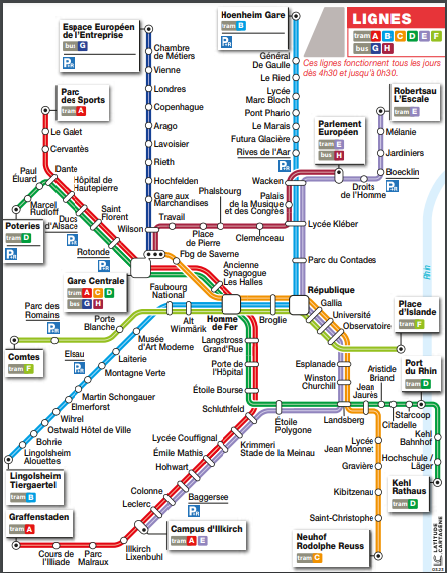 Espace Européen
de l'Entreprise
bus G
P+R
Hoenheim Gare
tram B
P+R
LIGNES
tram A B C D E F
bus G H
Ces lignes fonctionnent tous les jours
dès 4h30 et jusqu'à 0h30.
Chambre
de Métiers
Vienne
Londres
Copenhague
Arago
Lavoisier
Rieth
Hochfelden
Gare aux
Marchandises
Général
De Gaulle
Le Ried
Lycée
Marc Bloch
Pont Phario
Le Marais
Futura Glacière
Rives de l'Aar
P+R
Parc
des Sports
tram A
Le Galet
Cervantès
Dante
Hôpital de
Hautepierre
Paul
Éluard
Marcel
Rudloff
Ducs
d'Alsace
P+R
Saint
Florent
Wilson
Rotonde
P+R
Poteries
tram D
P+R
Robertsau
L'Escale
tram E
Mélanie
Jardiniers
Boecklin
P+R
Droits
de l'Homme
Parlement
Européen
tram E
bus H
Wacken
Palais
de la Musique
et des Congrès
Phalsbourg
Travail
Place
de Pierre
Clemenceau
Lycée Kléber
Parc du Contades
Rhin
Fbg de Saverne
Ancienne
Synagogue
Les Halles
Gare Centrale
tram A C D
bus G H
Faubourg
National
République
Gallia
Université
Observatoire
Place
d'Islande
tram F
Parc des
Romains
P+R
Porte
Blanche
Alt
Winmärik
Homme
de Fer
Broglie
Musée
d'Art Moderne
Laiterie
Montagne Verte
Martin Schongauer
Elmerforst
Wihrel
Ostwald Hôtel de Ville
Bohrie
Lingolsheim
Alouettes
Comtes
tram F
Elsau
P+R
Langstross
Grand'Rue
Porte de
l'Hôpital
Étoile Bourse
Schluthfeld
Étoile
Polygone
Esplanade
Winston
Churchill
Landsberg
Jean
Jaurès
Aristide
Briand
Port
du Rhin
tram D
Starcoop
Citadelle
Kehl
Bahnhof
Hochschule /
Läger
Kehl
Rathaus
tram D
Lycée
Jean Monnet
Gravière
Kibitzenau
Saint-Christophe
Neuhof
Rodolphe Reuss
tram C
Lycée Couffignal
Émile Mathis
Hohwart
Krimmeri
Stade de la Meinau
Colonne
Leclerc
Baggersee
P+R
Campus d'Illkirch
tram A E
Lingolsheim
Tiergaertel
tram B
P+R
Graffenstaden
tram A
Cours de
l'Illiade
Parc
Malraux
Illkirch
Lixenbuhl
LATITUDE
CARTAGÈNE